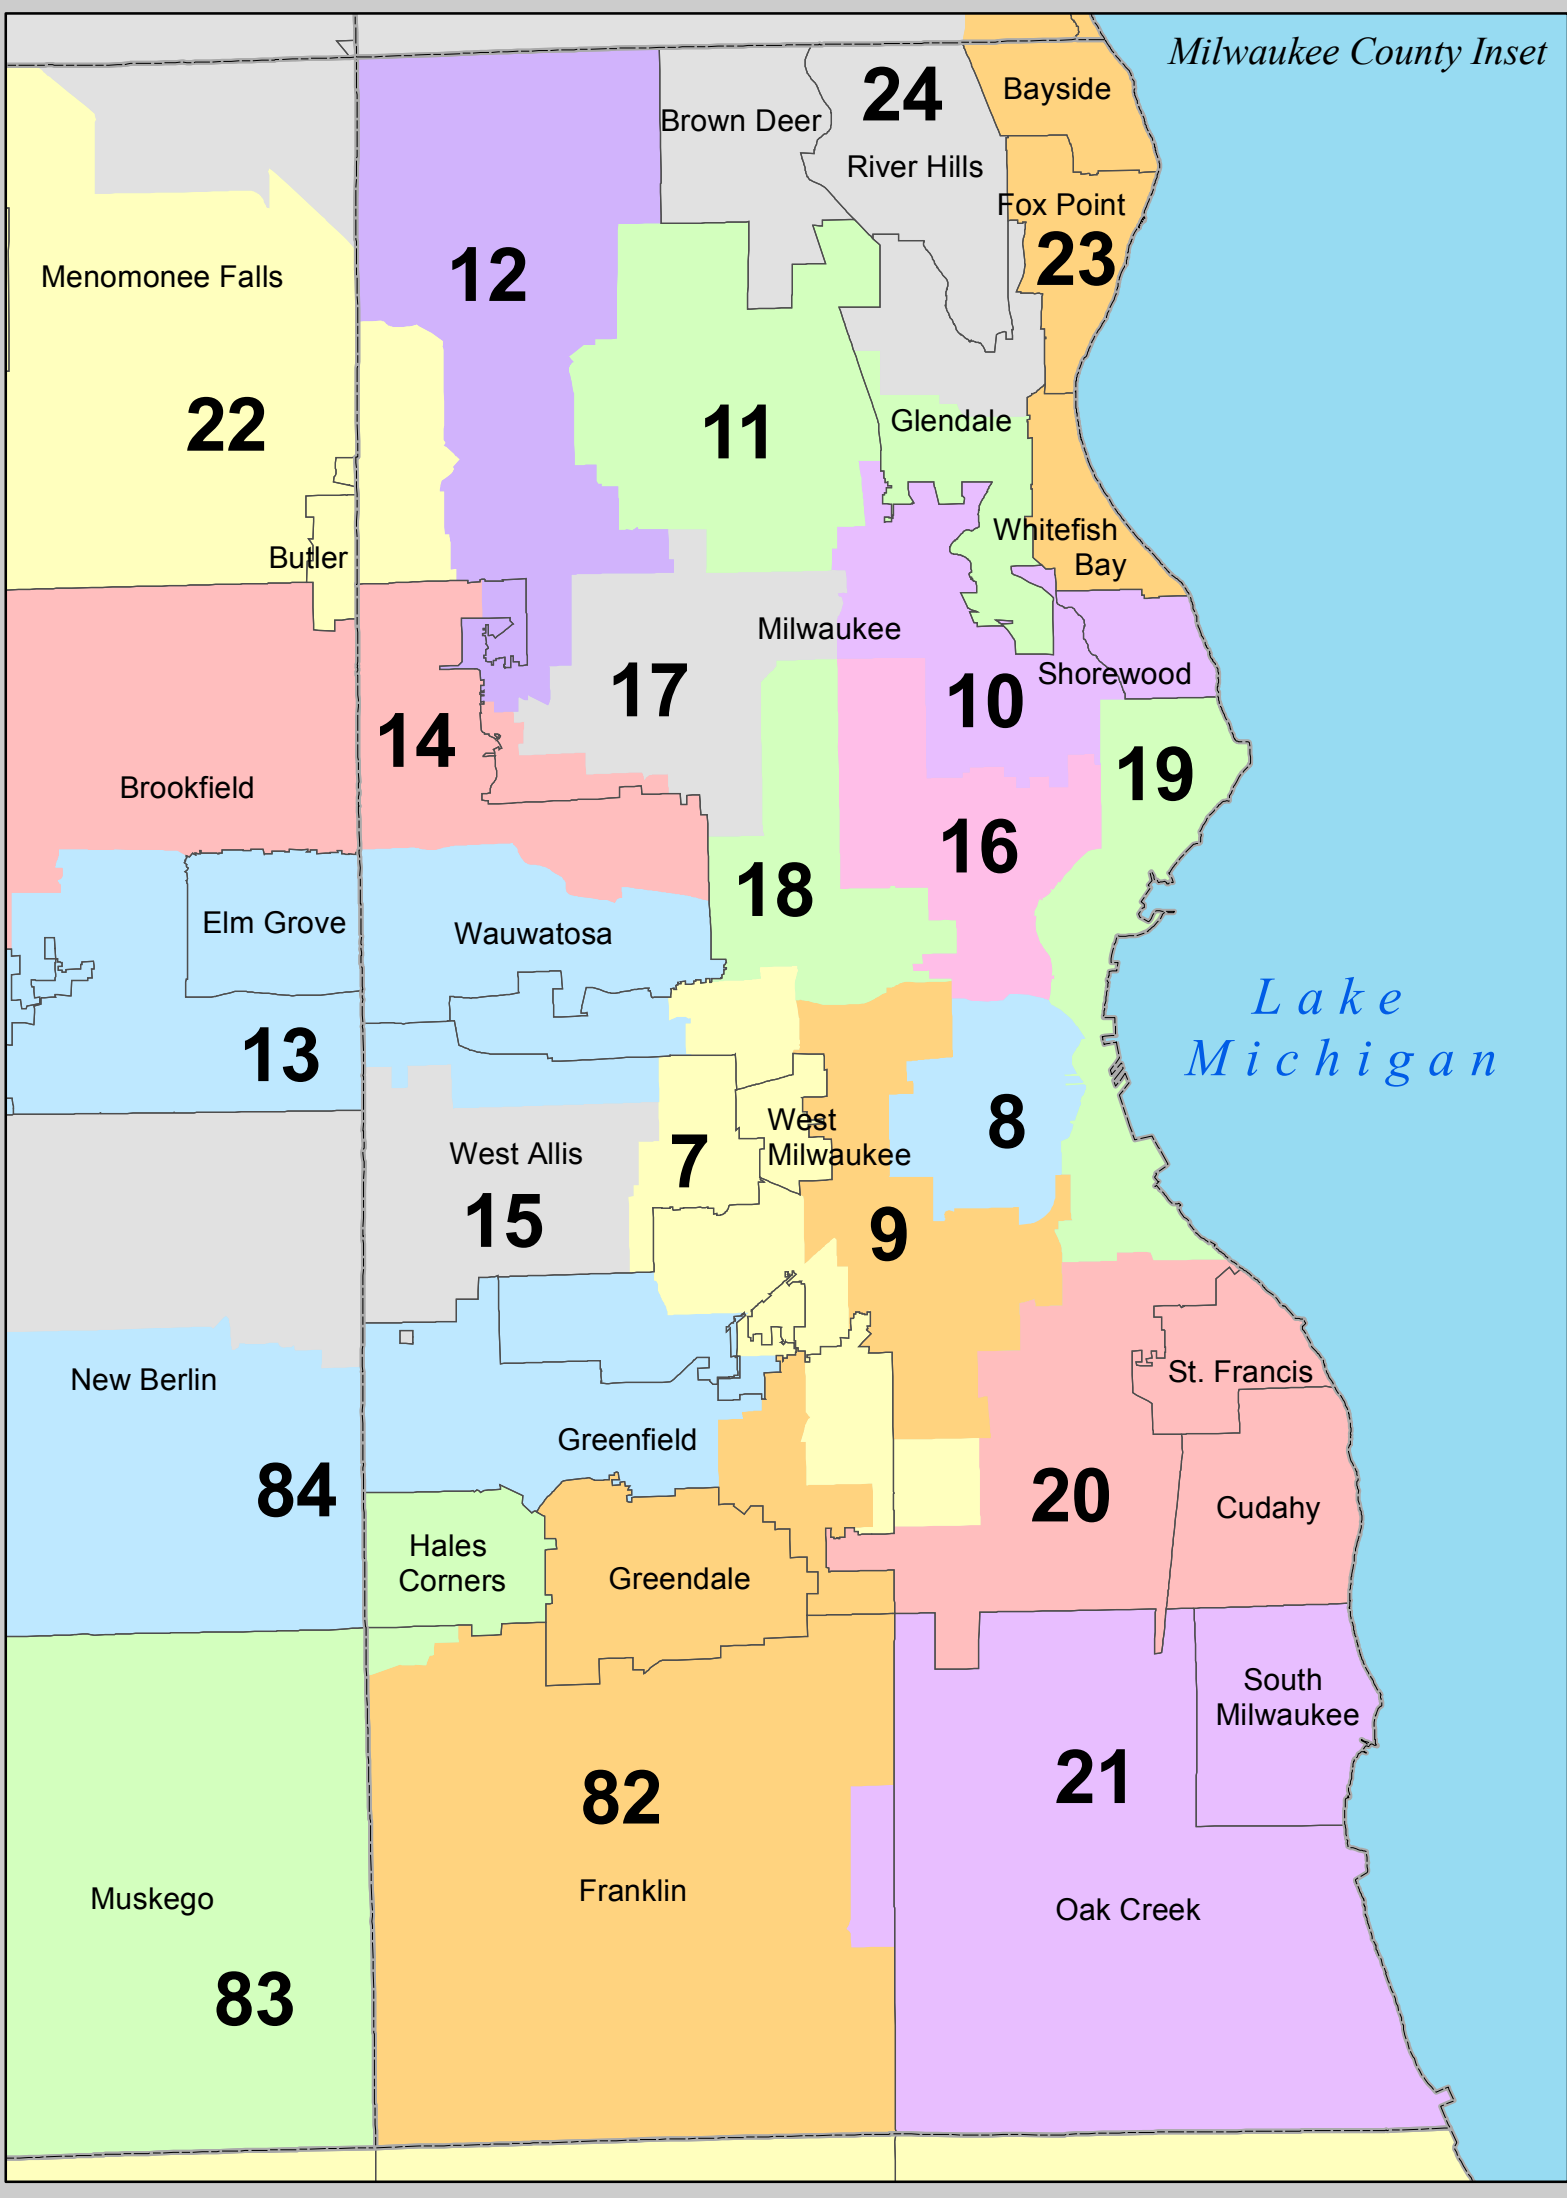 Milwaukee County Inset
24
Bayside
Brown Deer
River Hills
Fox Point
23
12
Menomonee Falls
22
11
Glendale
Whitefish
Bay
Butler
Milwaukee
17
10
Shorewood
14
19
Brookfield
16
18
Elm Grove
Wauwatosa
Lake
Michigan
13
8
West
Milwaukee
West Allis
7
15
9
St. Francis
New Berlin
Greenfield
84
20
Cudahy
Hales
Corners
Greendale
South
Milwaukee
21
82
Franklin
Muskego
Oak Creek
83